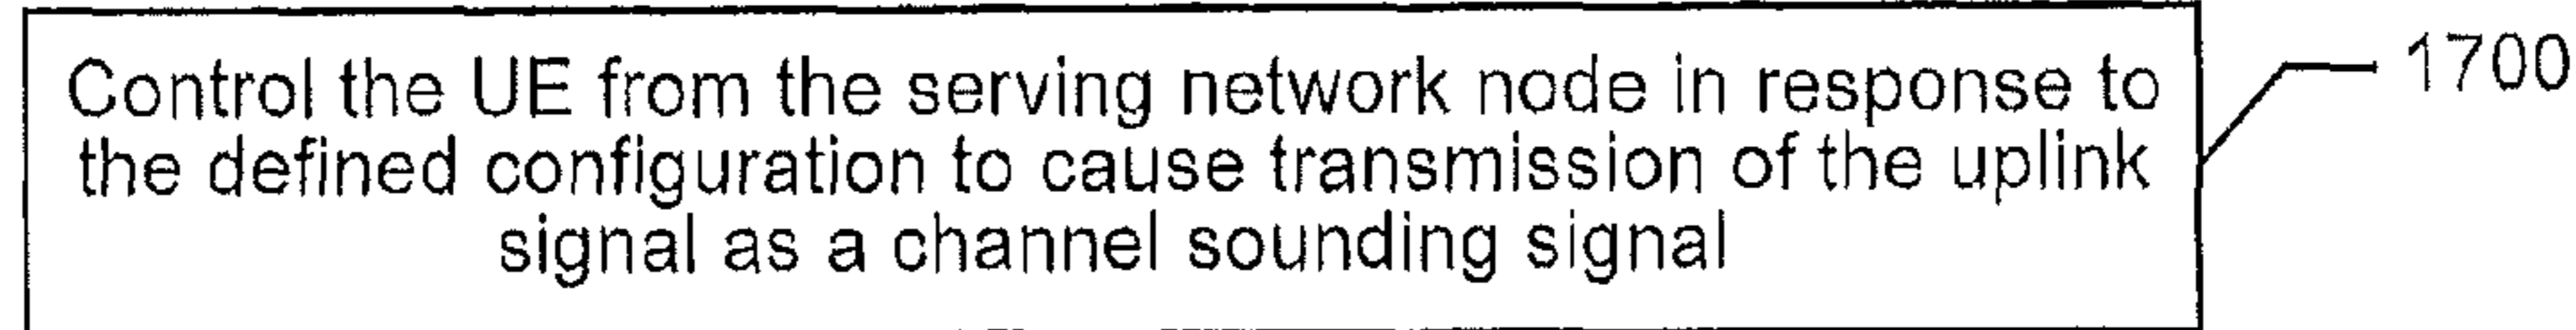 Control the UE from the serving network node in response to
the defined configuration to cause transmission of the uplink
signal as a channel sounding signal
1700